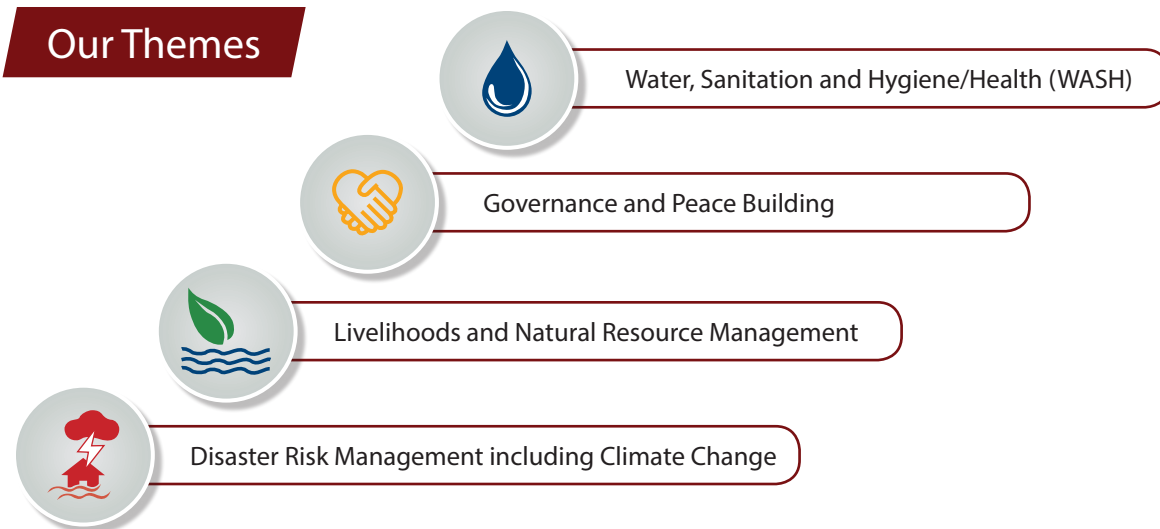 Our Themes
Water, Sanitation and Hygiene/Health (WASH)
Governance and Peace Building
Livelihoods and Natural Resource Management
Disaster Risk Management including Climate Change